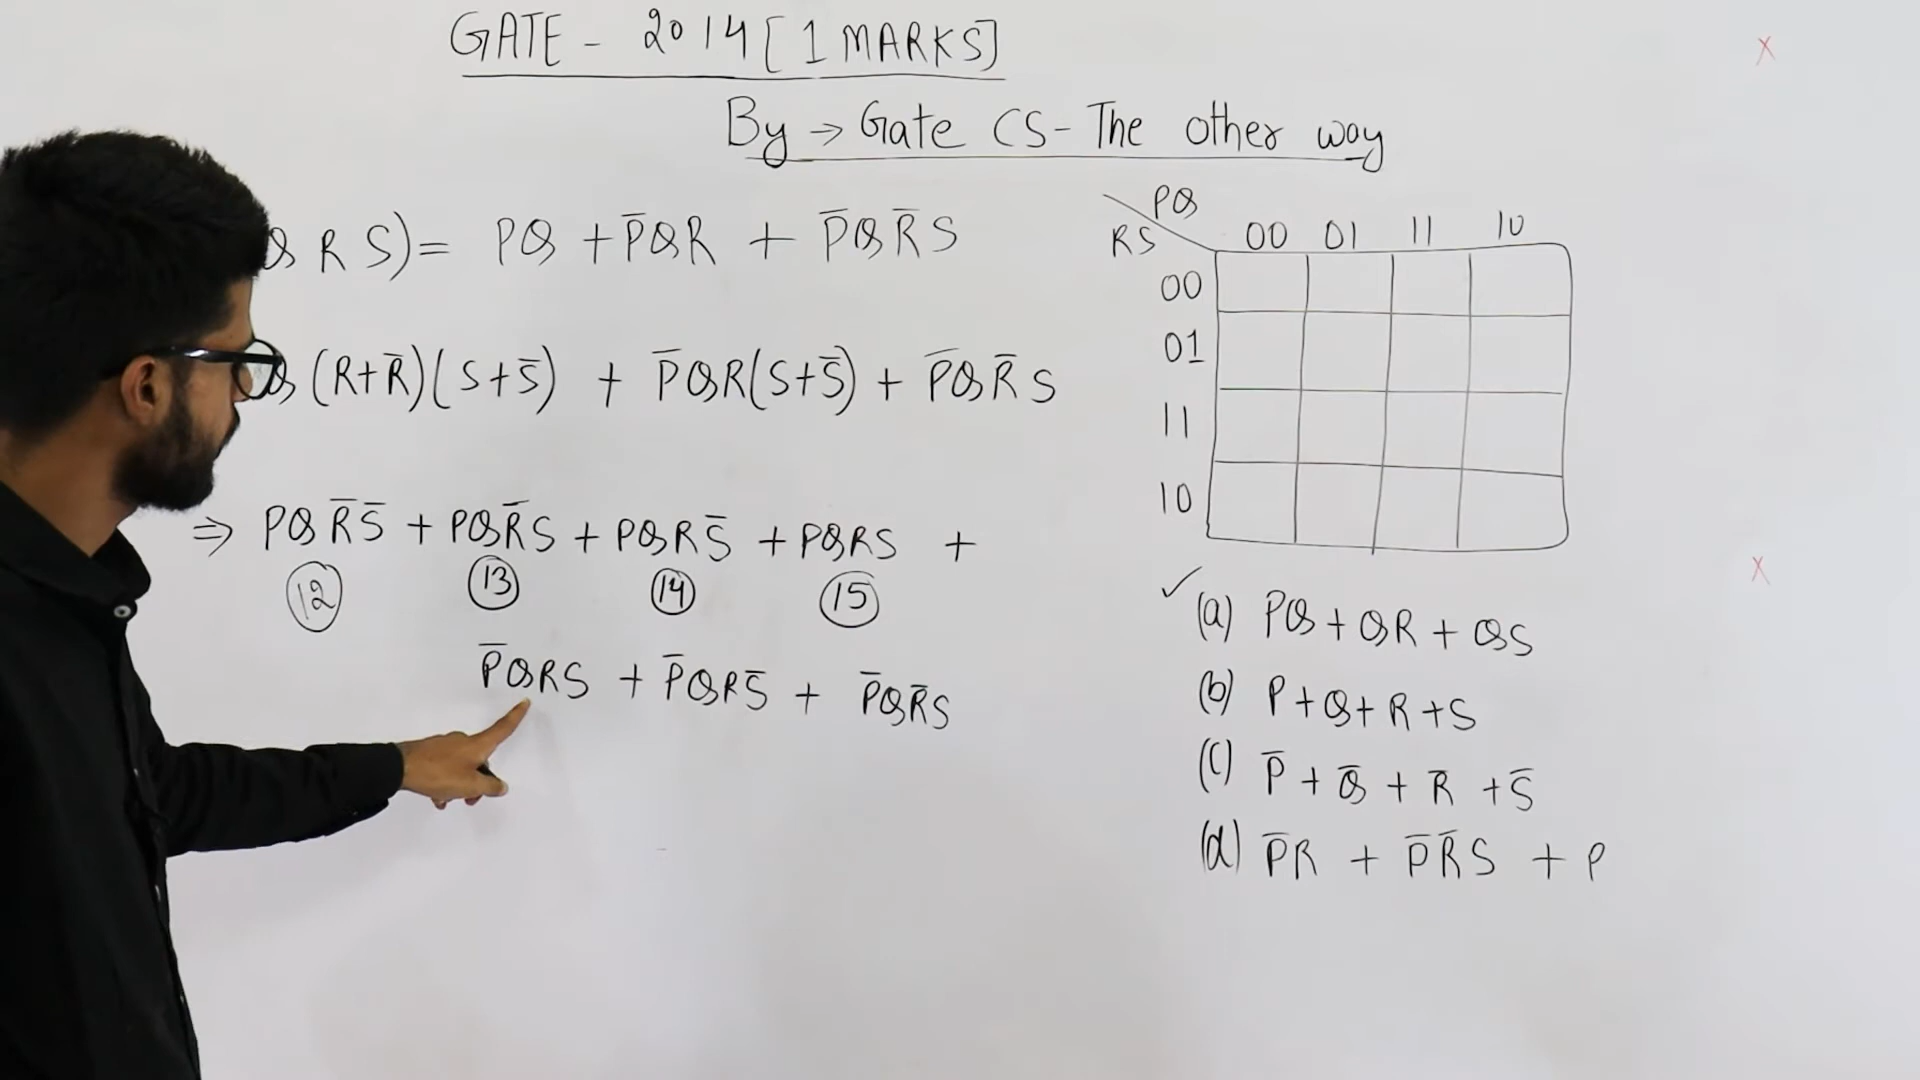 GATE - 2014 [1 MARKS]
By → Gate CS - The other way
Q R S) = PQ + P̅QR + P̅QR̅S
Q (R+R̅)(S+S̅) + P̅QR(S+S̅) + P̅QR̅S
⇒ PQR̅S̅ + PQR̅S + PQRS̅ + PQRS +
12 13 14 15
P̅QRS + P̅QRS̅ + P̅QR̅S
PQ
RS 00 01 11 10
00
01
11
10
✓ (a) PQ + QR + QS
(b) P + Q + R + S
(c) P̅ + Q̅ + R̅ + S̅
(d) P̅R + P̅R̅S + P
X
X